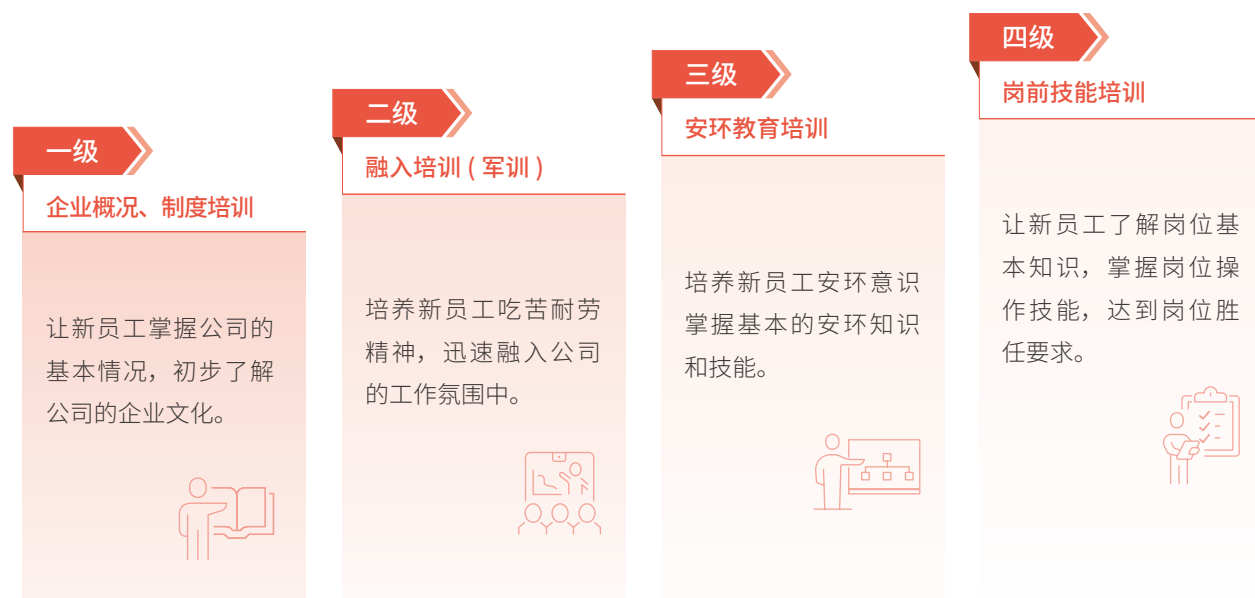 一级
企业概况、制度培训
让新员工掌握公司的
基本情况，初步了解
公司的企业文化。
二级
融入培训 ( 军训 )
培养新员工吃苦耐劳
精神，迅速融入公司
的工作氛围中。
三级
安环教育培训
培养新员工安环意识
掌握基本的安环知识
和技能。
四级
岗前技能培训
让新员工了解岗位基
本知识，掌握岗位操
作技能，达到岗位胜
任要求。